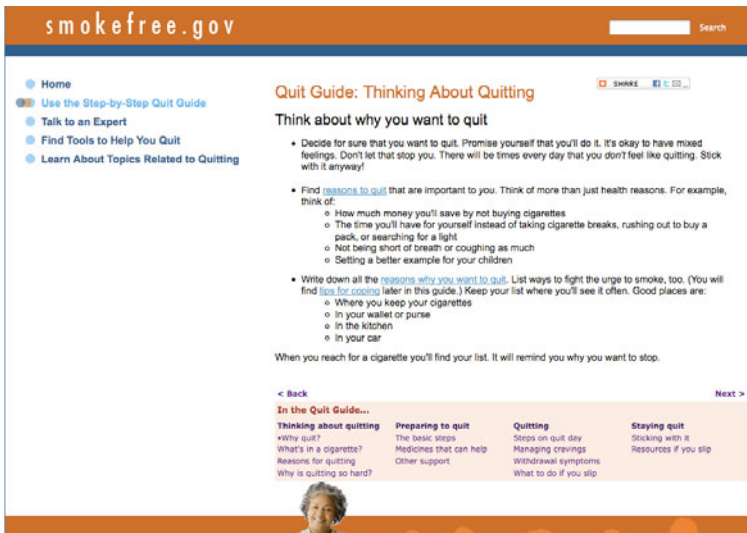 smokefree.gov
Search
Home
Use the Step-by-Step Quit Guide
Talk to an Expert
Find Tools to Help You Quit
Learn About Topics Related to Quitting
SHARE
Quit Guide: Thinking About Quitting
Think about why you want to quit
• Decide for sure that you want to quit. Promise yourself that you'll do it. It's okay to have mixed
feelings. Don't let that stop you. There will be times every day that you don't feel like quitting. Stick
with it anyway!
• Find reasons to quit that are important to you. Think of more than just health reasons. For example,
think of:
o How much money you'll save by not buying cigarettes
o The time you'll have for yourself instead of taking cigarette breaks, rushing out to buy a
pack, or searching for a light
o Not being short of breath or coughing as much
o Setting a better example for your children
• Write down all the reasons why you want to quit. List ways to fight the urge to smoke, too. (You will
find tips for coping later in this guide.) Keep your list where you'll see it often. Good places are:
o Where you keep your cigarettes
o In your wallet or purse
o In the kitchen
o In your car
When you reach for a cigarette you'll find your list. It will remind you why you want to stop.
< Back
Next >
In the Quit Guide...
Thinking about quitting
•Why quit?
What's in a cigarette?
Reasons for quitting
Why is quitting so hard?
Preparing to quit
The basic steps
Medicines that can help
Other support
Quitting
Steps on quit day
Managing cravings
Withdrawal symptoms
What to do if you slip
Staying quit
Sticking with it
Resources if you slip